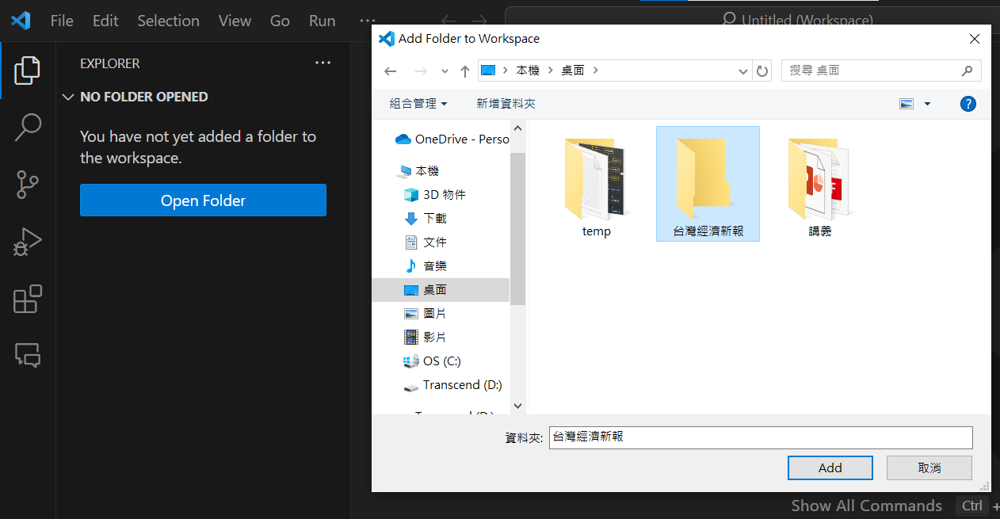 File Edit Selection View Go Run ···
Untitled (Workspace)
EXPLORER ···
NO FOLDER OPENED
You have not yet added a folder to
the workspace.
Open Folder
Add Folder to Workspace
本機 > 桌面 >
搜尋 桌面
組合管理 新增資料夾
?
OneDrive - Perso
本機
3D 物件
下載
文件
音樂
桌面
圖片
影片
OS (C:)
Transcend (D:)
Transcend (D:)
temp
台灣經濟新報
講義
資料夾: 台灣經濟新報
Add 取消
Show All Commands Ctrl +